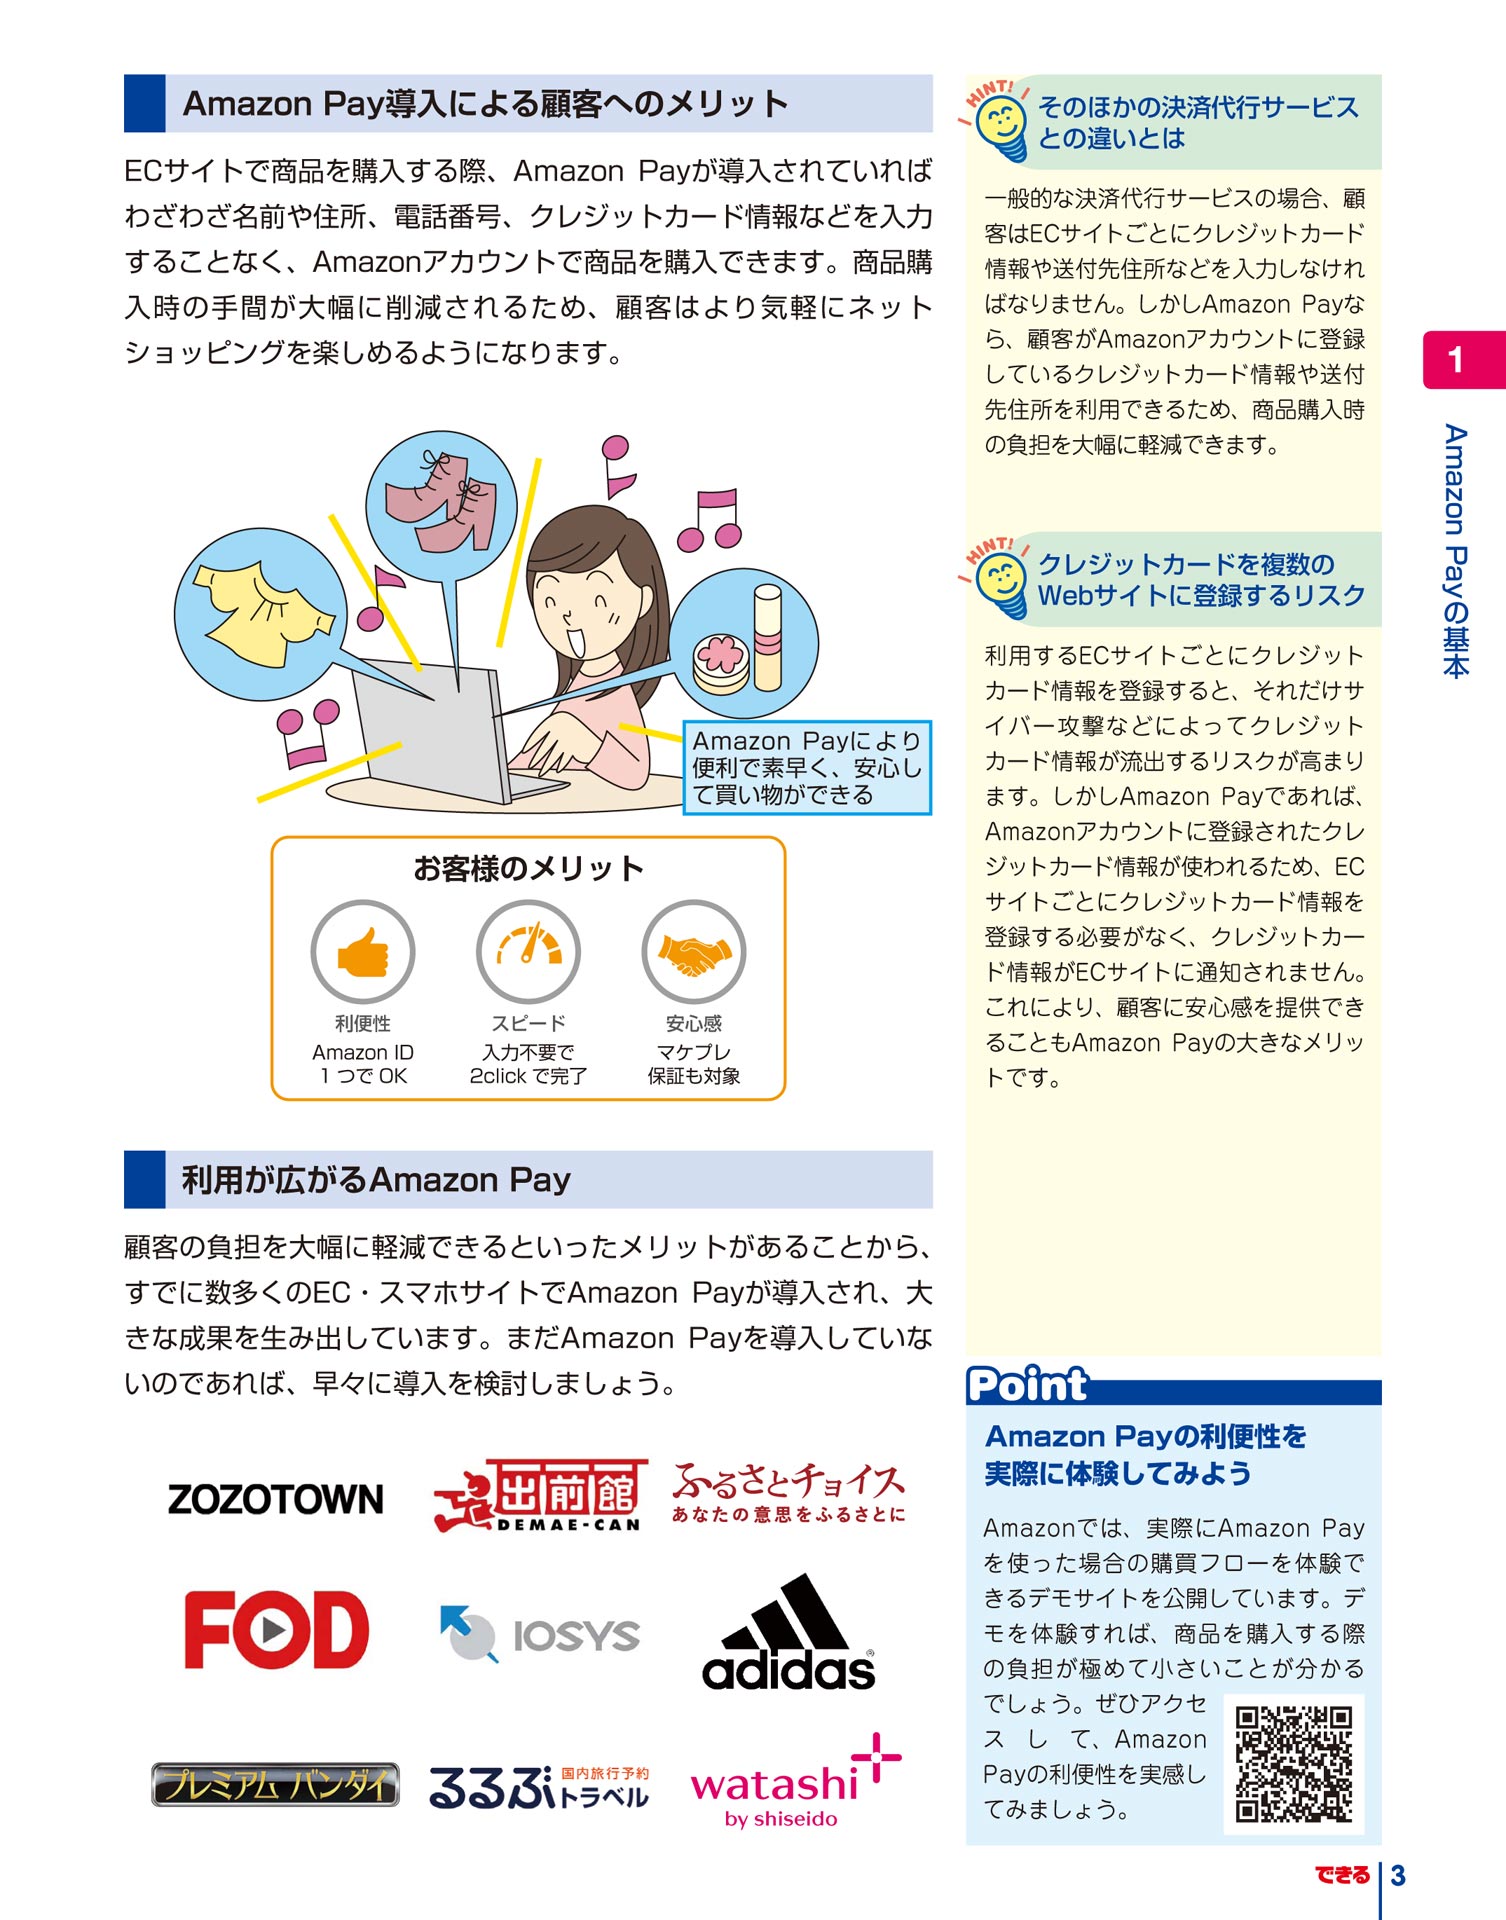 Amazon Pay導入による顧客へのメリット
ECサイトで商品を購入する際、Amazon Payが導入されていれば
わざわざ名前や住所、電話番号、クレジットカード情報などを入力
することなく、Amazonアカウントで商品を購入できます。商品購
入時の手間が大幅に削減されるため、顧客はより気軽にネット
ショッピングを楽しめるようになります。
Amazon Payにより
便利で素早く、安心し
て買い物ができる
お客様のメリット
利便性
Amazon ID
1 つで OK
スピード
入力不要で
2click で完了
安心感
マケプレ
保証も対象
利用が広がるAmazon Pay
顧客の負担を大幅に軽減できるといったメリットがあることから、
すでに数多くのEC・スマホサイトでAmazon Payが導入され、大
きな成果を生み出しています。まだAmazon Payを導入していな
いのであれば、早々に導入を検討しましょう。
ZOZOTOWN
出前館
DEMAE-CAN
ふるさとチョイス
あなたの意思をふるさとに
FOD
IOSYS
adidas®
プレミアム バンダイ
るるぶ 国内旅行予約
トラベル
watashi+
by shiseido
HINT!
そのほかの決済代行サービス
との違いとは
一般的な決済代行サービスの場合、顧
客はECサイトごとにクレジットカード
情報や送付先住所などを入力しなけれ
ばなりません。しかしAmazon Payな
ら、顧客がAmazonアカウントに登録
しているクレジットカード情報や送付
先住所を利用できるため、商品購入時
の負担を大幅に軽減できます。
HINT!
クレジットカードを複数の
Webサイトに登録するリスク
利用するECサイトごとにクレジット
カード情報を登録すると、それだけサ
イバー攻撃などによってクレジット
カード情報が流出するリスクが高まり
ます。しかしAmazon Payであれば、
Amazonアカウントに登録されたクレ
ジットカード情報が使われるため、EC
サイトごとにクレジットカード情報を
登録する必要がなく、クレジットカー
ド情報がECサイトに通知されません。
これにより、顧客に安心感を提供でき
ることもAmazon Payの大きなメリッ
トです。
Point
Amazon Payの利便性を
実際に体験してみよう
Amazonでは、実際にAmazon Pay
を使った場合の購買フローを体験で
きるデモサイトを公開しています。デ
モを体験すれば、商品を購入する際
の負担が極めて小さいことが分かる
でしょう。ぜひアクセ
スして、Amazon
Payの利便性を実感し
てみましょう。
1
Amazon Payの基本
できる
3